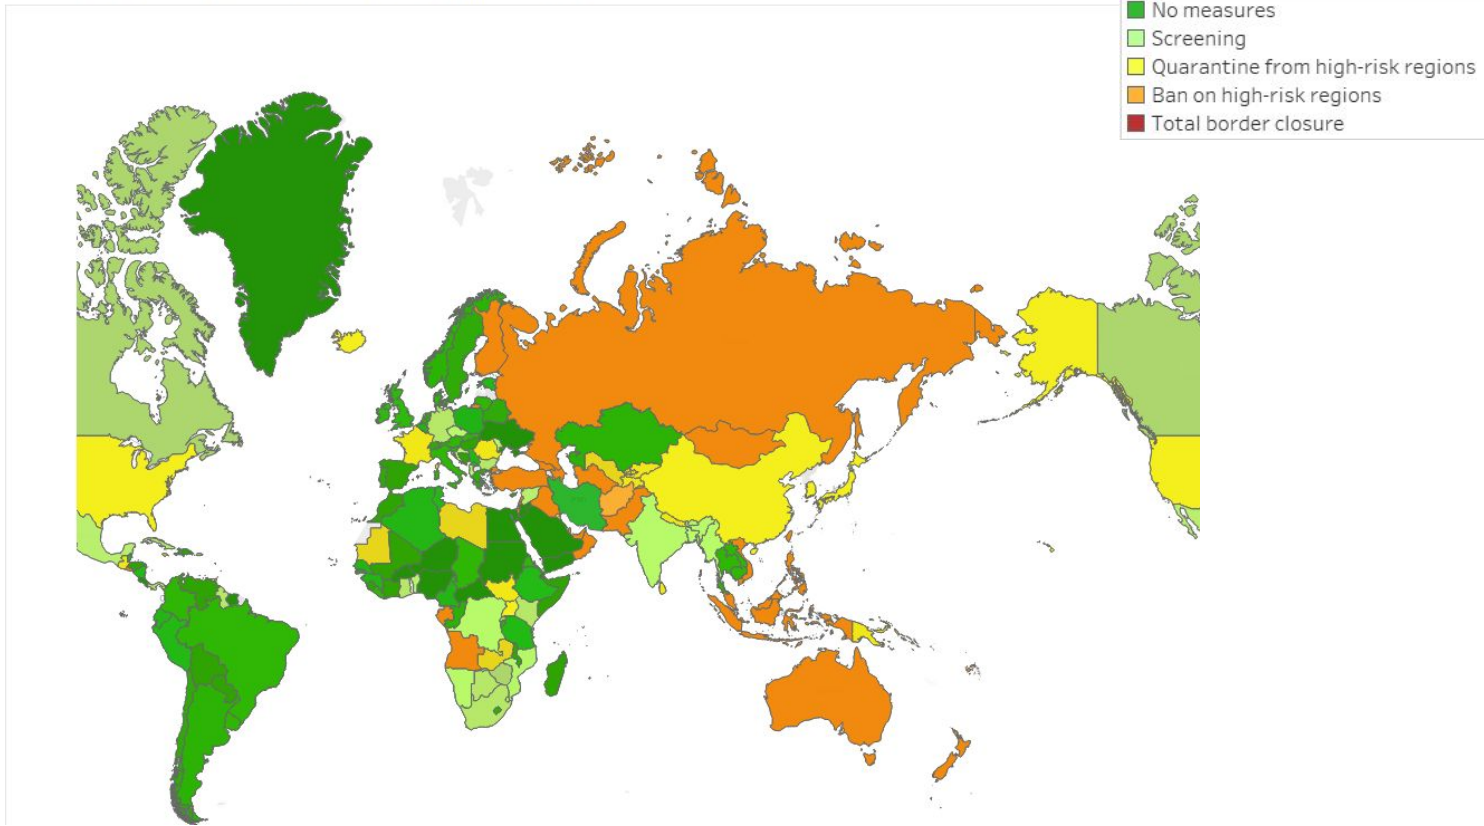 No measures
Screening
Quarantine from high-risk regions
Ban on high-risk regions
Total border closure